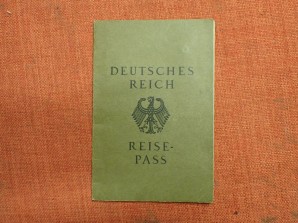 DEUTSCHES
REICH
REISE-
PASS